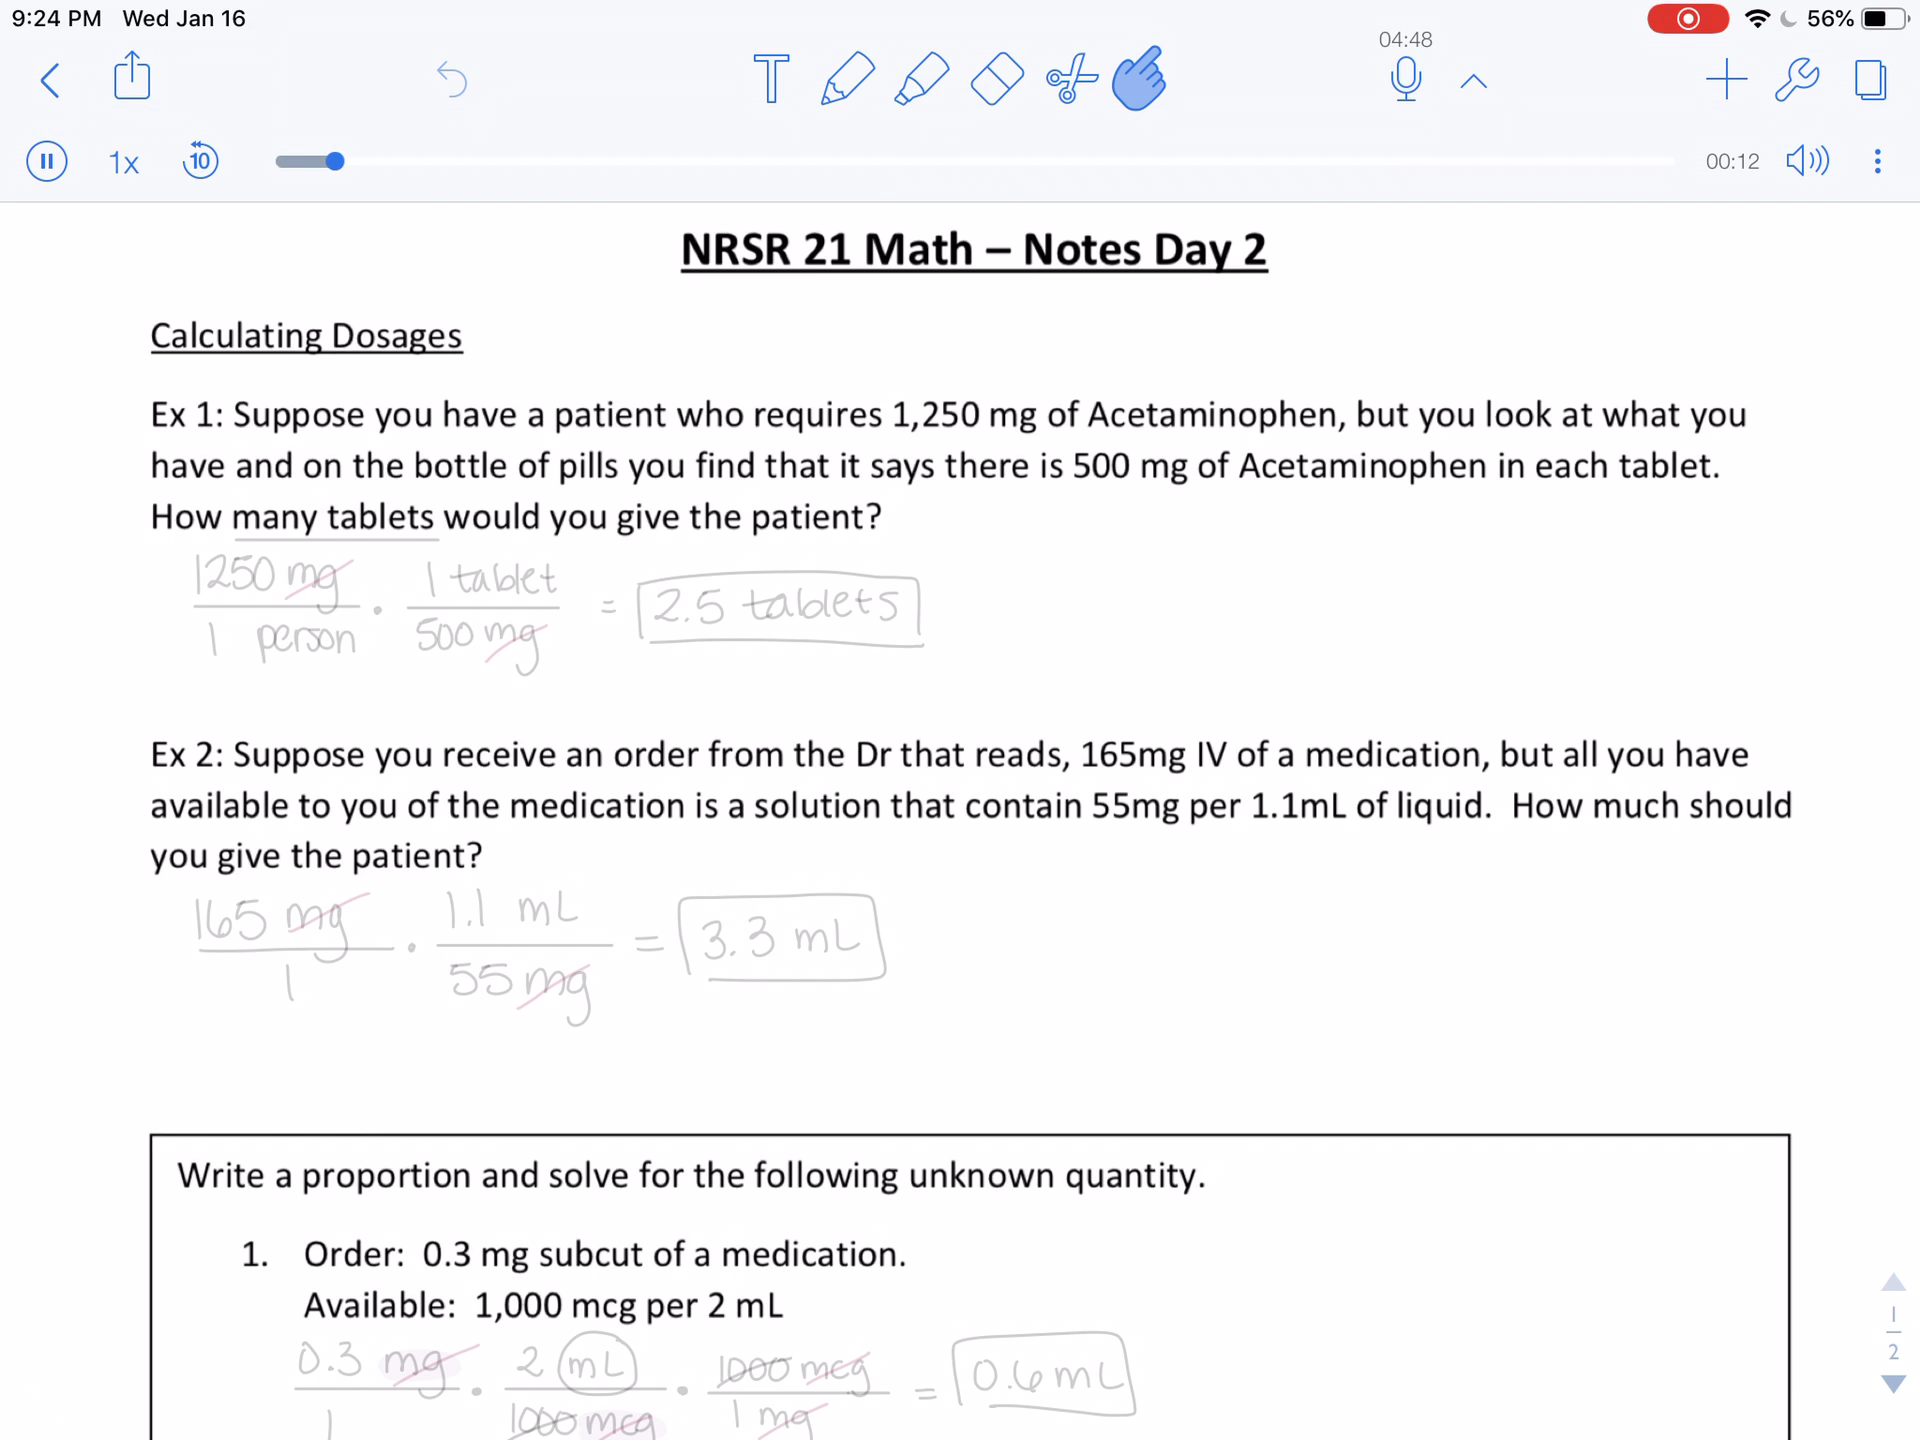 9:24 PM Wed Jan 16
56%
04:48
T
1x
10
00:12
NRSR 21 Math – Notes Day 2
Calculating Dosages
Ex 1: Suppose you have a patient who requires 1,250 mg of Acetaminophen, but you look at what you
have and on the bottle of pills you find that it says there is 500 mg of Acetaminophen in each tablet.
How many tablets would you give the patient?
1250 mg · 1 tablet = 2.5 tablets
1 person 500 mg
Ex 2: Suppose you receive an order from the Dr that reads, 165mg IV of a medication, but all you have
available to you of the medication is a solution that contain 55mg per 1.1mL of liquid. How much should
you give the patient?
165 mg · 1.1 mL = 3.3 mL
1 55 mg
Write a proportion and solve for the following unknown quantity.
1. Order: 0.3 mg subcut of a medication.
Available: 1,000 mcg per 2 mL
0.3 mg · 2 mL · 1000 mcg = 0.6 mL
1 1000 mcg 1 mg
1
2